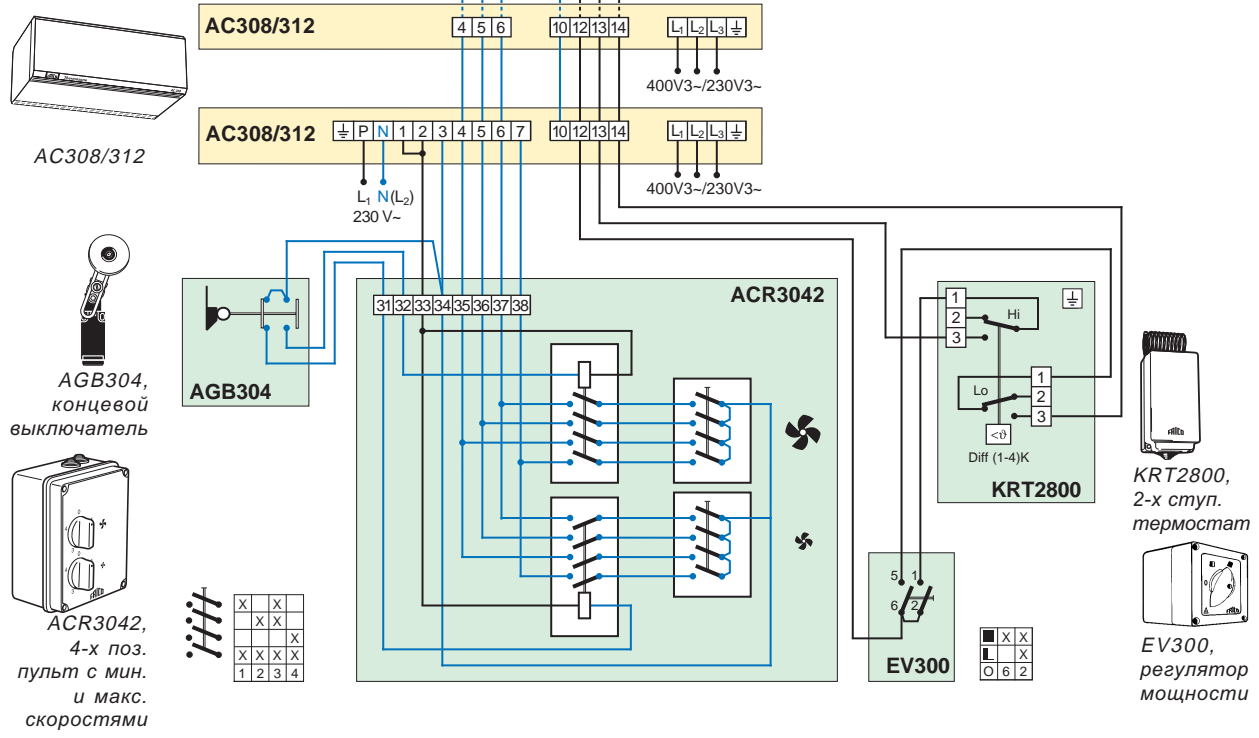 AC308/312
4 5 6
10 12 13 14
L1 L2 L3
400V3~/230V3~
AC308/312
P N 1 2 3 4 5 6 7
10 12 13 14
L1 L2 L3
400V3~/230V3~
L1 N(L2)
230 V~
AC308/312
AGB304
AGB304,
концевой
выключатель
ACR3042
31 32 33 34 35 36 37 38
1
2
3
Hi
Lo
1
2
3
<ϑ
Diff (1-4)K
KRT2800
FRICO
KRT2800,
2-х ступ.
термостат
FRICO
ACR3042,
4-х поз.
пульт с мин.
и макс.
скоростями
X X
X X
X
X X X X
1 2 3 4
5 1
6 2
EV300
X X
X
O 6 2
FRICO
EV300,
регулятор
мощности